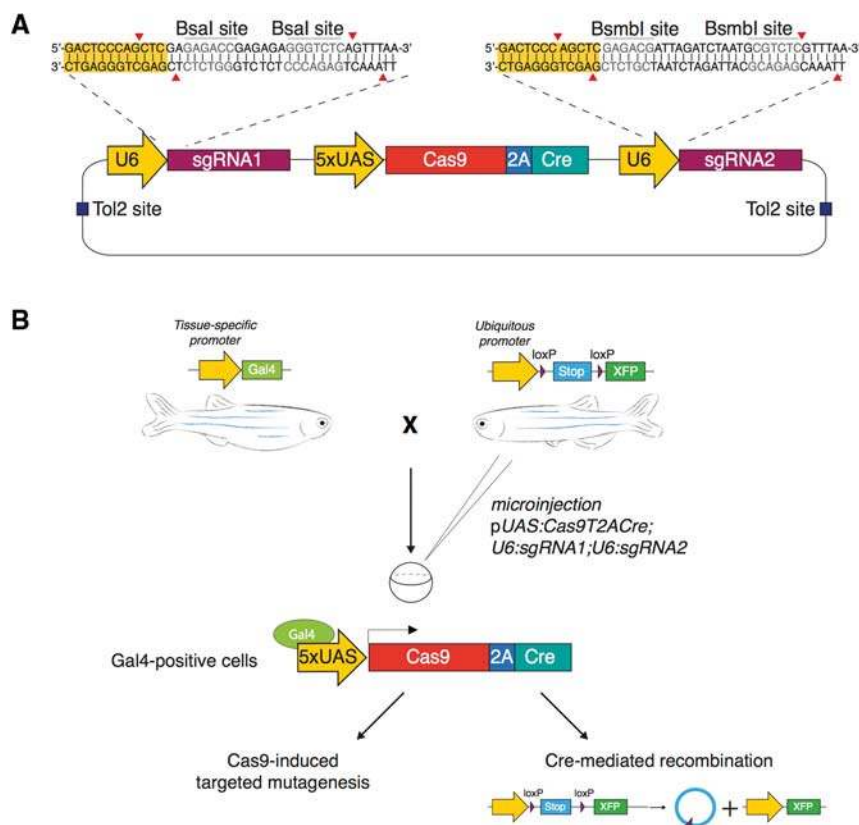 A
BsaI site
BsaI site
BsmbI site
BsmbI site
5'-GACTCCCAGCTCGAGAGACCGAGAGAGGGTCTCAGTTTAA-3'
3'-CTGAGGGTCGAGCTCTCTGGGTCTCTCCCAGAGTCAAATT
5'-GACTCCC AGCTCGAGACGATTAGATCTAATGCGTCTCGTTTAA-3'
3'-CTGAGGGTCGAGCTCTGCTAATCTAGATTACGCAGAGCAAATT
U6
sgRNA1
5xUAS
Cas9
2A
Cre
U6
sgRNA2
Tol2 site
Tol2 site
B
Tissue-specific
promoter
Gal4
Ubiquitous
promoter
loxP
loxP
Stop
XFP
X
microinjection
pUAS:Cas9T2ACre;
U6:sgRNA1;U6:sgRNA2
Gal4-positive cells
Gal4
5xUAS
Cas9
2A
Cre
Cas9-induced
targeted mutagenesis
Cre-mediated recombination
loxP
loxP
Stop
XFP
+
XFP